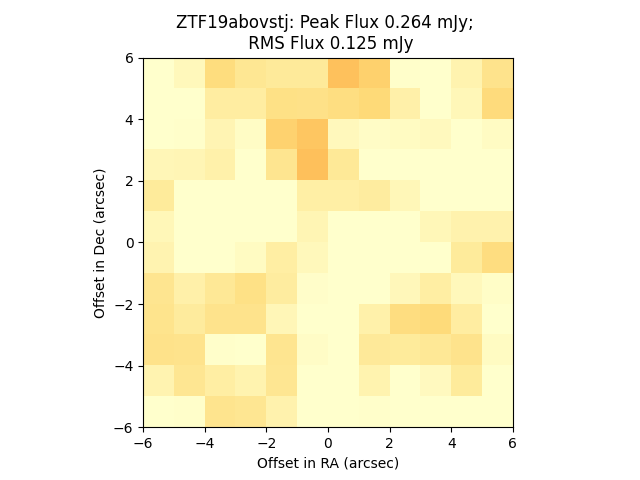 ZTF19abovstj: Peak Flux 0.264 mJy;
RMS Flux 0.125 mJy
6
4
2
0
−2
−4
−6
Offset in Dec (arcsec)
−6 −4 −2 0 2 4 6
Offset in RA (arcsec)